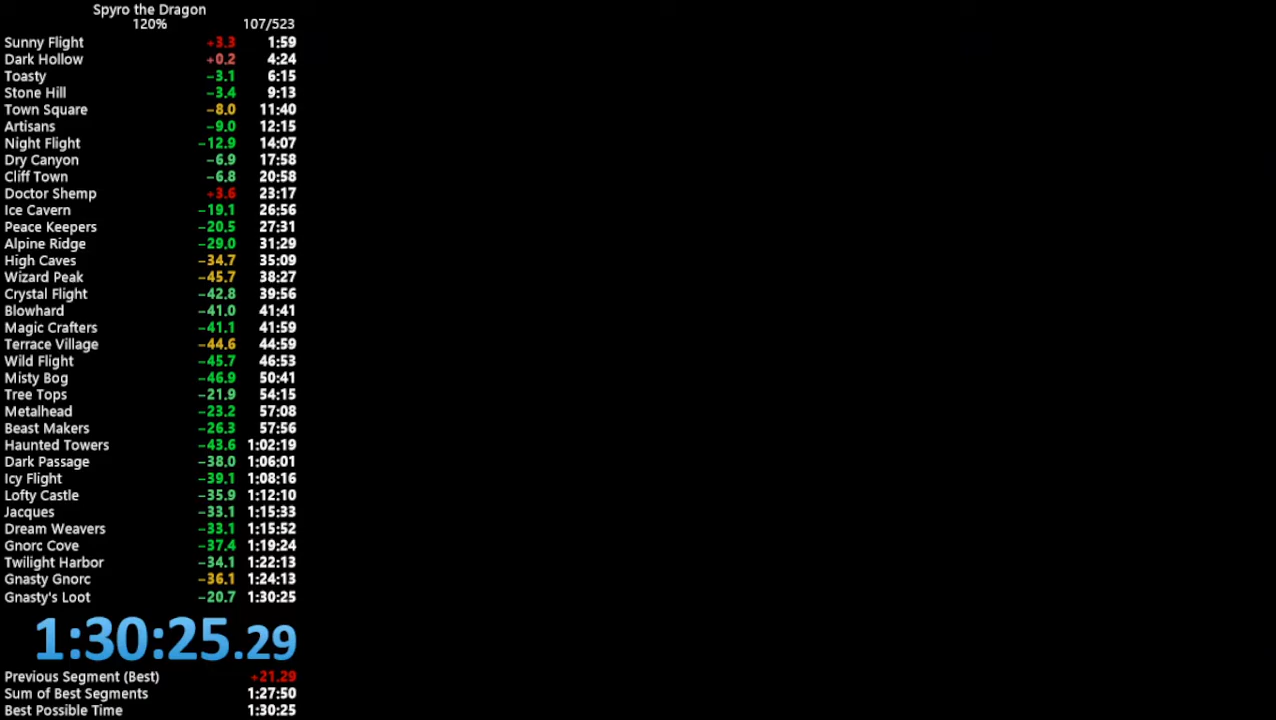 Spyro the Dragon
120% 107/523
Sunny Flight +3.3 1:59
Dark Hollow +0.2 4:24
Toasty −3.1 6:15
Stone Hill −3.4 9:13
Town Square −8.0 11:40
Artisans −9.0 12:15
Night Flight −12.9 14:07
Dry Canyon −6.9 17:58
Cliff Town −6.8 20:58
Doctor Shemp +3.6 23:17
Ice Cavern −19.1 26:56
Peace Keepers −20.5 27:31
Alpine Ridge −29.0 31:29
High Caves −34.7 35:09
Wizard Peak −45.7 38:27
Crystal Flight −42.8 39:56
Blowhard −41.0 41:41
Magic Crafters −41.1 41:59
Terrace Village −44.6 44:59
Wild Flight −45.7 46:53
Misty Bog −46.9 50:41
Tree Tops −21.9 54:15
Metalhead −23.2 57:08
Beast Makers −26.3 57:56
Haunted Towers −43.6 1:02:19
Dark Passage −38.0 1:06:01
Icy Flight −39.1 1:08:16
Lofty Castle −35.9 1:12:10
Jacques −33.1 1:15:33
Dream Weavers −33.1 1:15:52
Gnorc Cove −37.4 1:19:24
Twilight Harbor −34.1 1:22:13
Gnasty Gnorc −36.1 1:24:13
Gnasty's Loot −20.7 1:30:25
1:30:25.29
Previous Segment (Best) +21.29
Sum of Best Segments 1:27:50
Best Possible Time 1:30:25